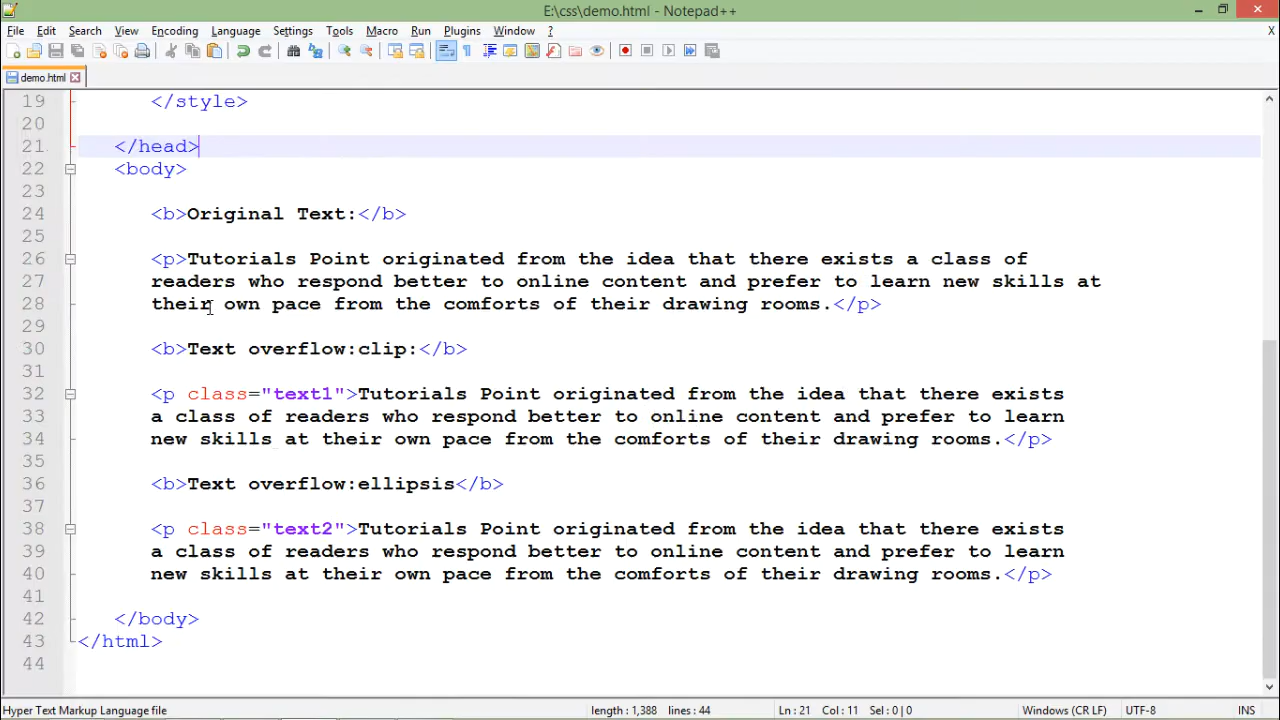 E:\css\demo.html - Notepad++
File Edit Search View Encoding Language Settings Tools Macro Run Plugins Window ? X
demo.html
19 </style>
20
21 </head>
22 <body>
23
24 <b>Original Text:</b>
25
26 <p>Tutorials Point originated from the idea that there exists a class of
27 readers who respond better to online content and prefer to learn new skills at
28 their own pace from the comforts of their drawing rooms.</p>
29
30 <b>Text overflow:clip:</b>
31
32 <p class="text1">Tutorials Point originated from the idea that there exists
33 a class of readers who respond better to online content and prefer to learn
34 new skills at their own pace from the comforts of their drawing rooms.</p>
35
36 <b>Text overflow:ellipsis</b>
37
38 <p class="text2">Tutorials Point originated from the idea that there exists
39 a class of readers who respond better to online content and prefer to learn
40 new skills at their own pace from the comforts of their drawing rooms.</p>
41
42 </body>
43 </html>
44
Hyper Text Markup Language file length : 1,388 lines : 44 Ln : 21 Col : 11 Sel : 0 | 0 Windows (CR LF) UTF-8 INS